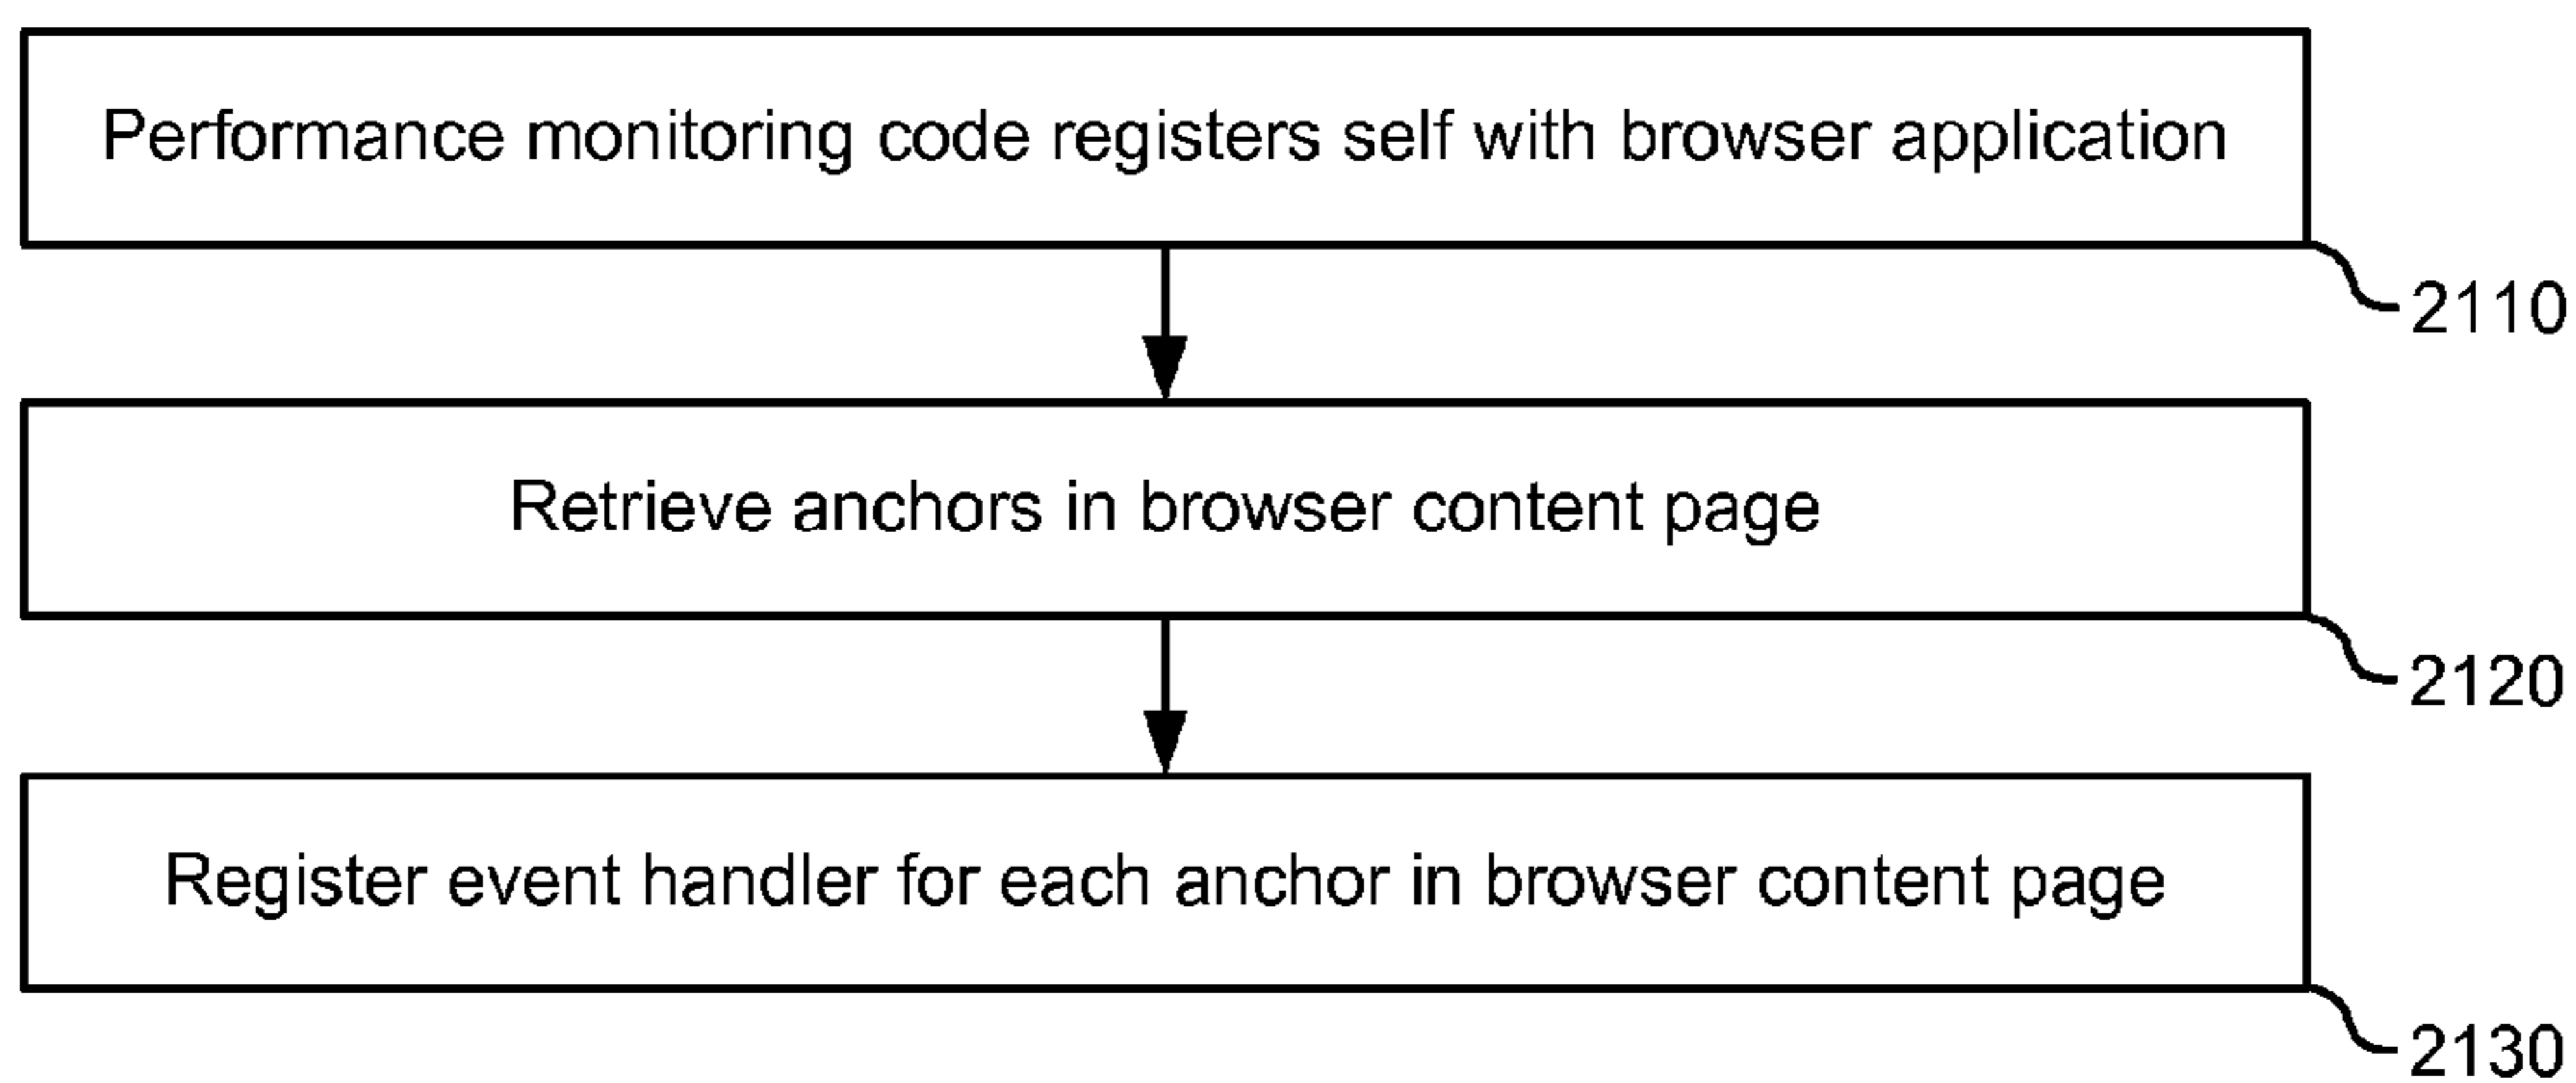 Performance monitoring code registers self with browser application
2110
Retrieve anchors in browser content page
2120
Register event handler for each anchor in browser content page
2130